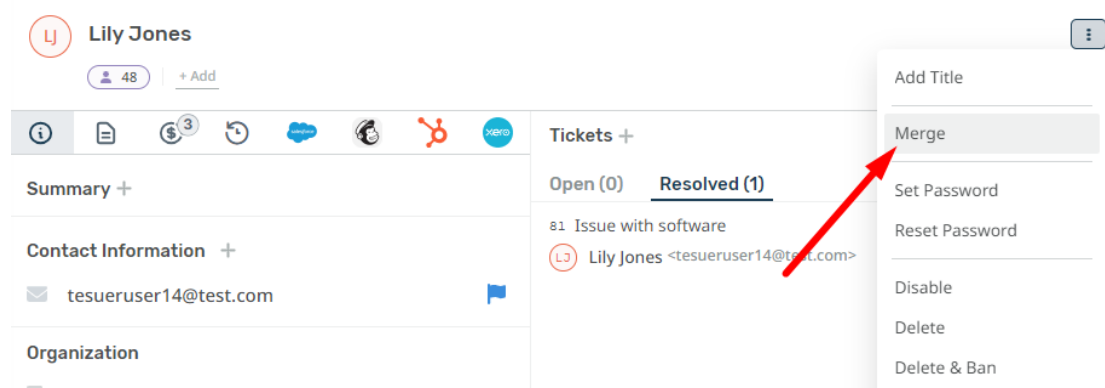 LJ
Lily Jones
48
+ Add
Add Title
Merge
Set Password
Reset Password
Disable
Delete
Delete & Ban
3
xero
Summary +
Contact Information +
tesueruser14@test.com
Organization
Tickets +
Open (0) Resolved (1)
81 Issue with software
LJ Lily Jones <tesueruser14@test.com>